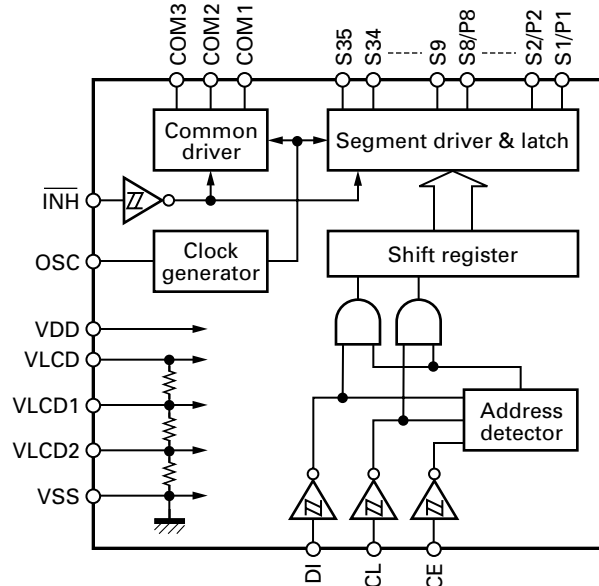 COM3
COM2
COM1
S35
S34
S9
S8/P8
S2/P2
S1/P1
Common
driver
Segment driver & latch
INH
OSC
Clock
generator
Shift register
VDD
VLCD
VLCD1
VLCD2
VSS
Address
detector
DI
CL
CE